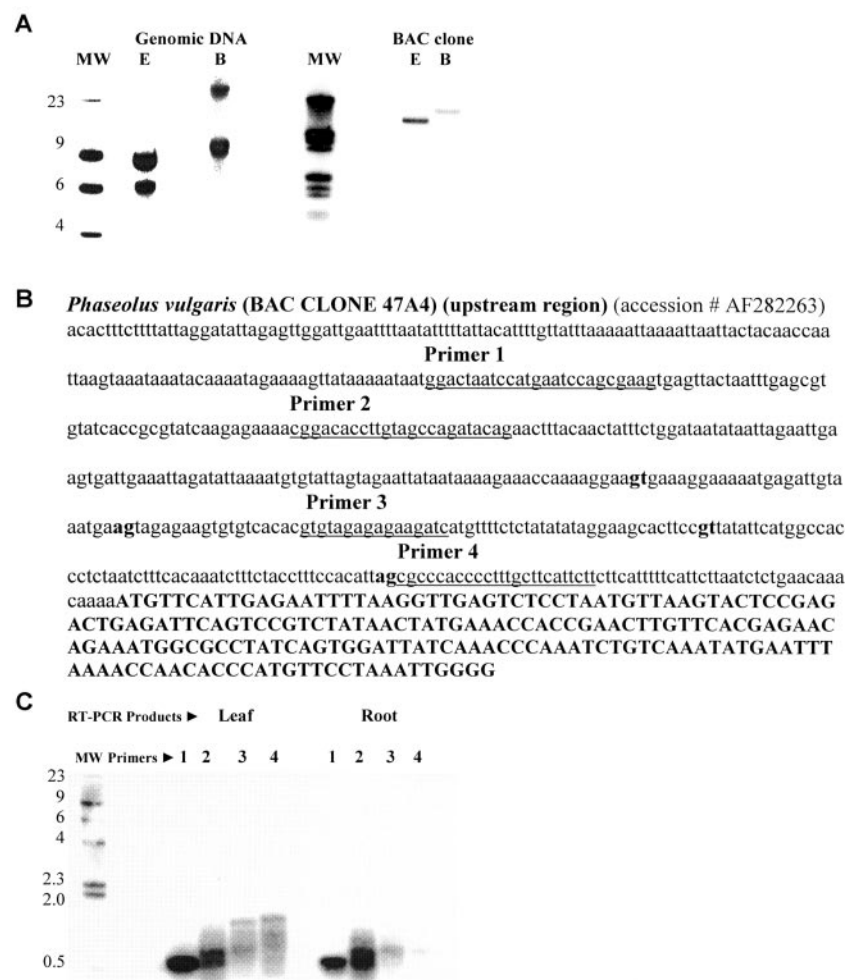 A
Genomic DNA
BAC clone
MW E B MW E B
23
9
6
4
B Phaseolus vulgaris (BAC CLONE 47A4) (upstream region) (accession # AF282263)
acactttcttttattaggatattagagttggattgaattttaatatttttattacattttgttatttaaaaattaaaattaattactacaaccaa
Primer 1
ttaagtaaataaatacaaaatagaaaagttataaaaataatggactaatccatgaatccagcgaagtgagttactaatttgagcgt
Primer 2
gtatcaccgcgtatcaagagaaaacggacaccttgtagccagatacagaactttacaactatttctggataatataattagaattga
agtgattgaaattagatattaaaatgtgtattagtagaattataataaaagaaaccaaaaggaagtgaaaggaaaaatgagattgta
aatgaagtagagaagtgtgtcacacgtgtagagagaagatcatgttttctctatatataggaagcacttccgttatattcatggccac
Primer 3
Primer 4
cctctaatctttcacaaatctttctacctttccacattagcgcccacccctttgcttcattcttcttcatttttcattcttaatctctgaacaaa
caaaaATGTTCATTGAGAATTTTAAGGTTGAGTCTCCTAATGTTAAGTACTCCGAG
ACTGAGATTCAGTCCGTCTATAACTATGAAACCACCGAACTTGTTCACGAGAAC
AGAAATGGCGCCTATCAGTGGATTATCAAACCCAAATCTGTCAAATATGAATTT
AAAACCAACACCCATGTTCCTAAATTGGGG
C
RT-PCR Products ► Leaf Root
MW Primers ► 1 2 3 4 1 2 3 4
23
9
6
4
2.3
2.0
0.5